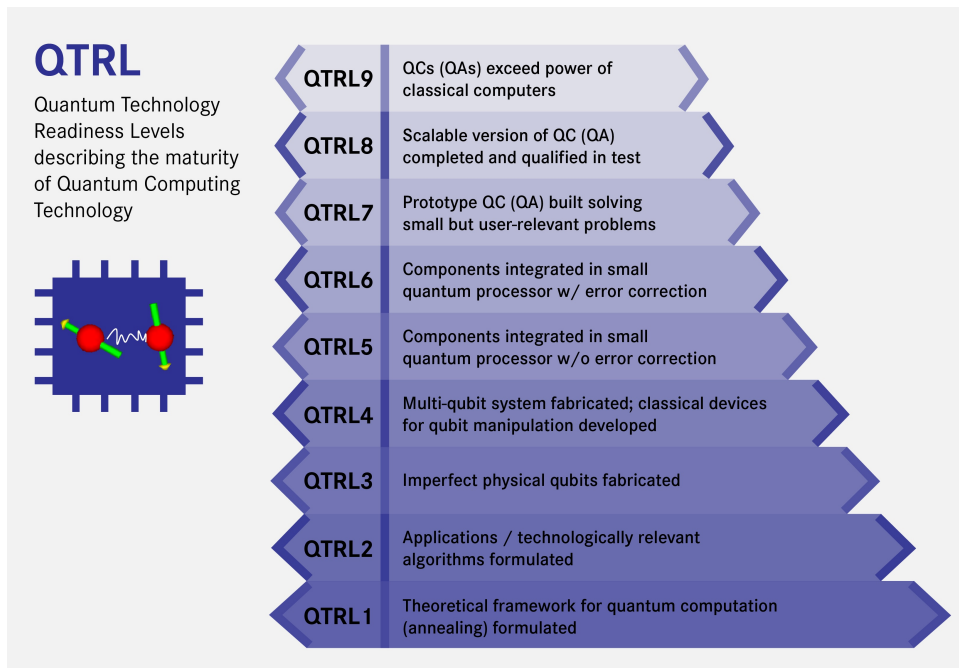 QTRL
Quantum Technology
Readiness Levels
describing the maturity
of Quantum Computing
Technology
QTRL9
QCs (QAs) exceed power of
classical computers
QTRL8
Scalable version of QC (QA)
completed and qualified in test
QTRL7
Prototype QC (QA) built solving
small but user-relevant problems
QTRL6
Components integrated in small
quantum processor w/ error correction
QTRL5
Components integrated in small
quantum processor w/o error correction
QTRL4
Multi-qubit system fabricated; classical devices
for qubit manipulation developed
QTRL3
Imperfect physical qubits fabricated
QTRL2
Applications / technologically relevant
algorithms formulated
QTRL1
Theoretical framework for quantum computation
(annealing) formulated